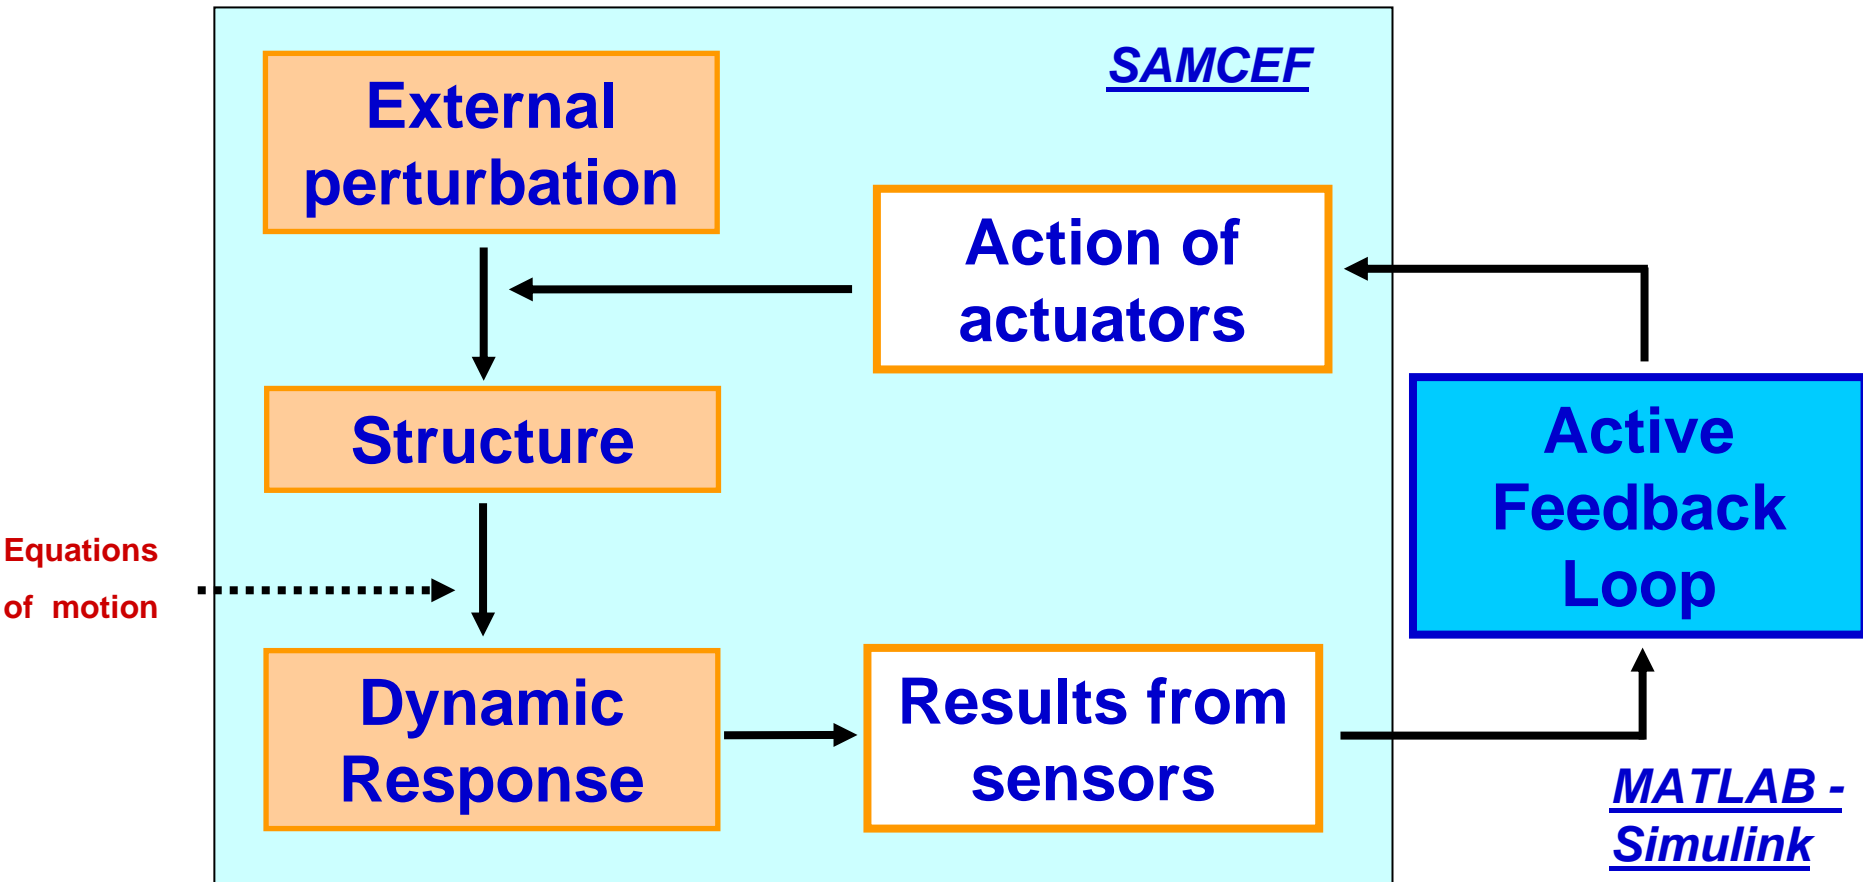 SAMCEF
External
perturbation
Action of
actuators
Structure
Active
Feedback
Loop
Equations
of motion
Dynamic
Response
Results from
sensors
MATLAB -
Simulink